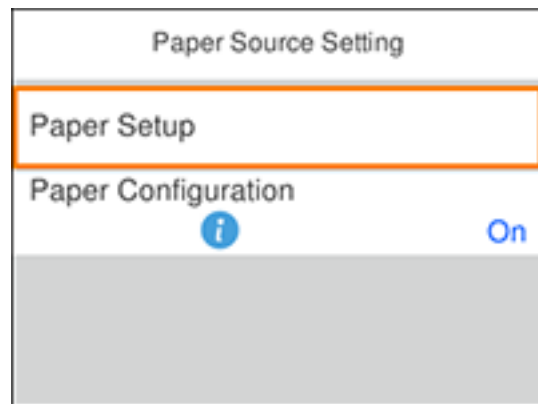 Paper Source Setting
Paper Setup
Paper Configuration
i
On